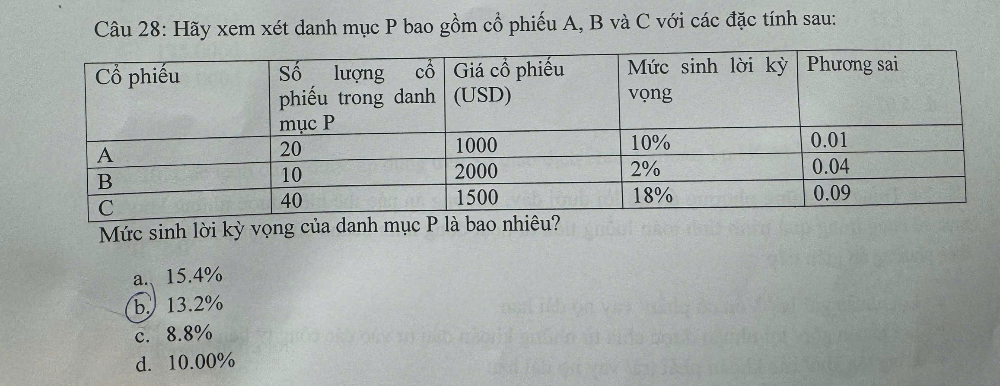 Câu 28: Hãy xem xét danh mục P bao gồm cổ phiếu A, B và C với các đặc tính sau:
Cổ phiếu Số lượng cổ phiếu trong danh mục P Giá cổ phiếu (USD) Mức sinh lời kỳ vọng Phương sai
A 20 1000 10% 0.01
B 10 2000 2% 0.04
C 40 1500 18% 0.09
Mức sinh lời kỳ vọng của danh mục P là bao nhiêu?
a. 15.4%
b. 13.2%
c. 8.8%
d. 10.00%